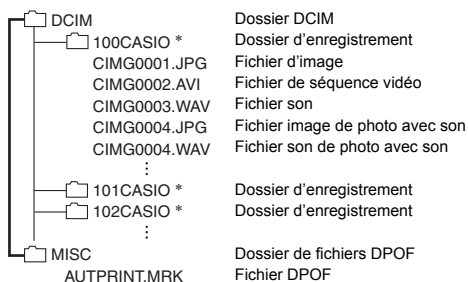 DCIM Dossier DCIM
100CASIO * Dossier d'enregistrement
CIMG0001.JPG Fichier d'image
CIMG0002.AVI Fichier de séquence vidéo
CIMG0003.WAV Fichier son
CIMG0004.JPG Fichier image de photo avec son
CIMG0004.WAV Fichier son de photo avec son
⋮
101CASIO * Dossier d'enregistrement
102CASIO * Dossier d'enregistrement
⋮
MISC Dossier de fichiers DPOF
AUTPRINT.MRK Fichier DPOF